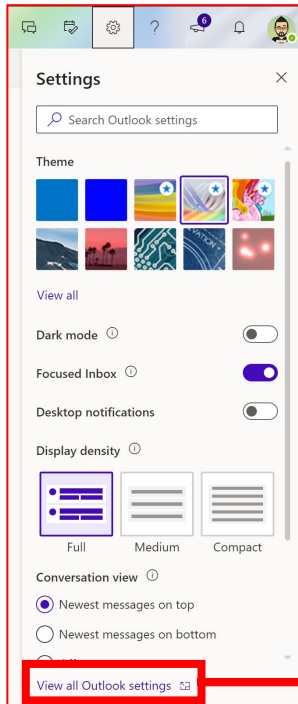 6
Settings
Search Outlook settings
Theme
View all
Dark mode
Focused Inbox
Desktop notifications
Display density
Full Medium Compact
Conversation view
Newest messages on top
Newest messages on bottom
View all Outlook settings